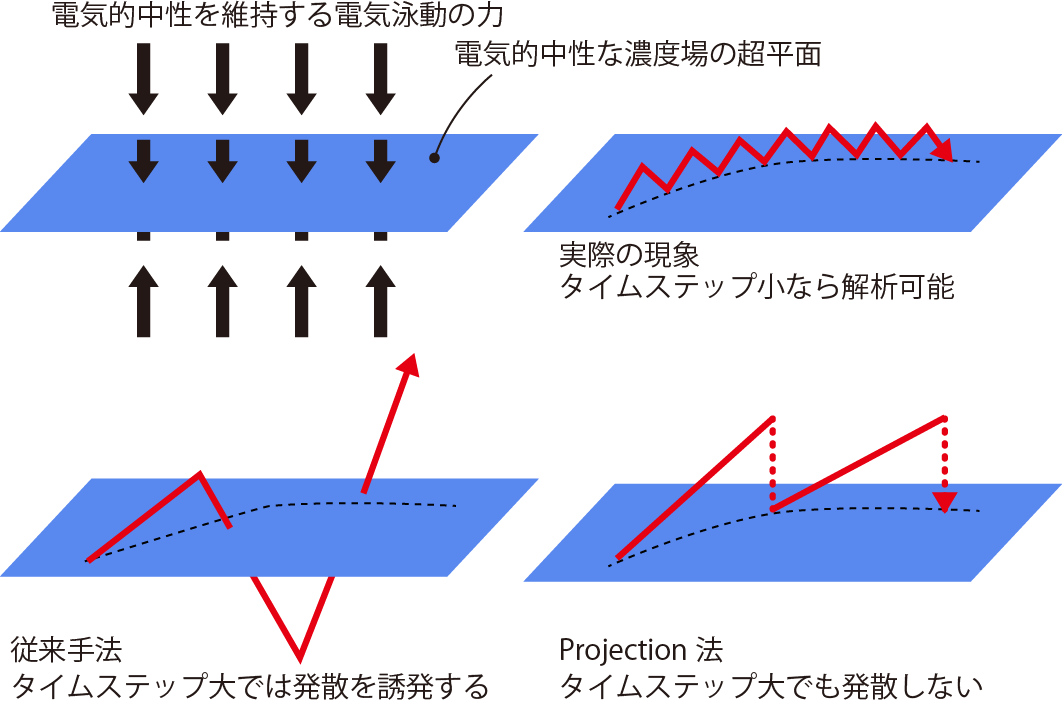 電気的中性を維持する電気泳動の力
電気的中性な濃度場の超平面
実際の現象
タイムステップ小なら解析可能
従来手法
タイムステップ大では発散を誘発する
Projection 法
タイムステップ大でも発散しない